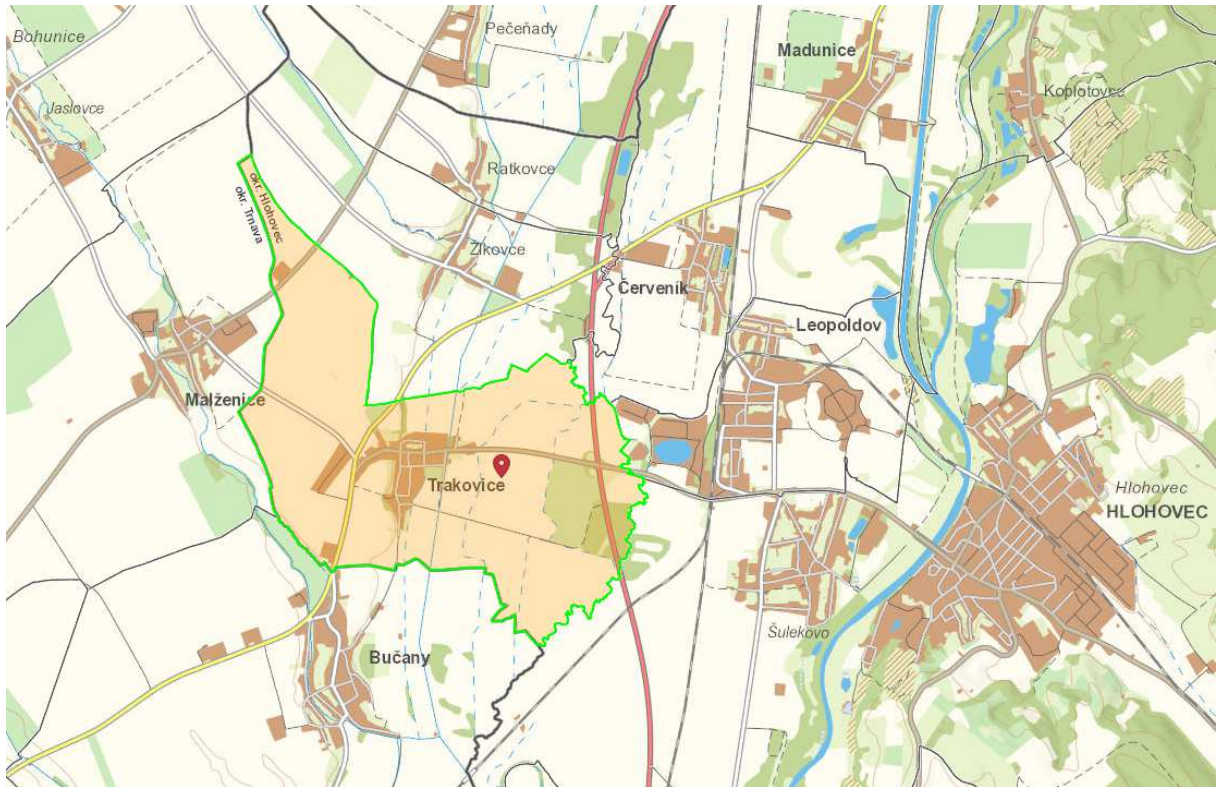 Pečeňady
Bohunice
Madunice
Koplotovce
Jaslovce
Ratkovce
okr. Hlohovec
okr. Trnava
Žlkovce
Červeník
Leopoldov
Malženice
Trakovice
Hlohovec
HLOHOVEC
Šulekovo
Bučany